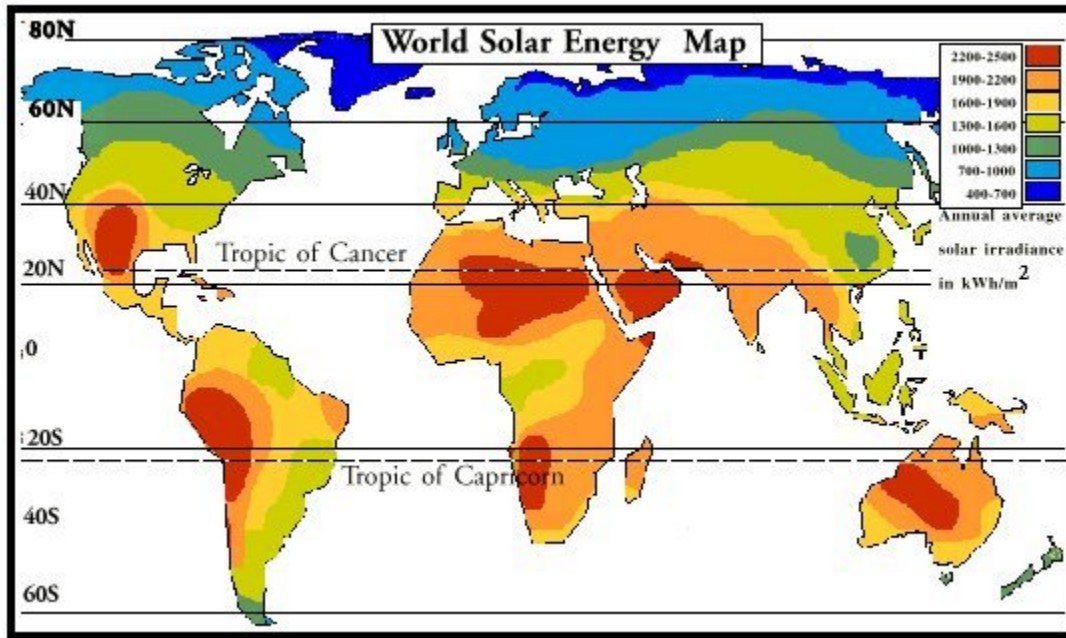 World Solar Energy Map
80N
60N
40N
Tropic of Cancer
20N
0
20S
Tropic of Capricorn
40S
60S
2200-2500
1900-2200
1600-1900
1300-1600
1000-1300
700-1000
400-700
Annual average
solar irradiance
in kWh/m²